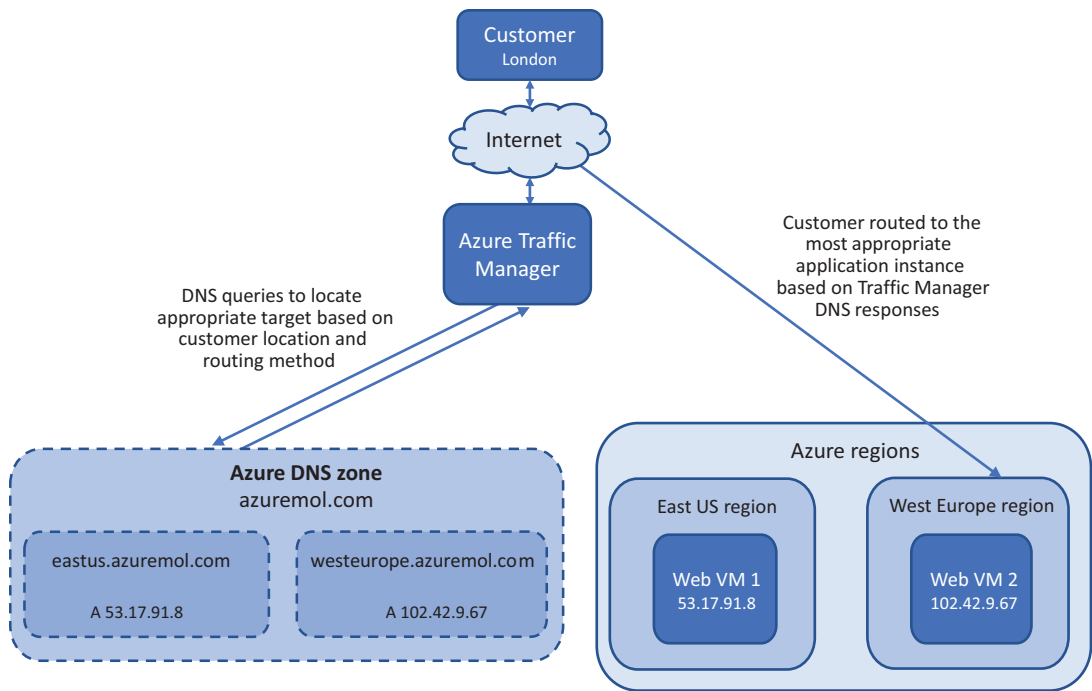 Customer
London
Internet
Azure Traffic
Manager
Customer routed to the
most appropriate
application instance
based on Traffic Manager
DNS responses
DNS queries to locate
appropriate target based on
customer location and
routing method
Azure DNS zone
azuremol.com
eastus.azuremol.com
A 53.17.91.8
westeurope.azuremol.com
A 102.42.9.67
Azure regions
East US region
Web VM 1
53.17.91.8
West Europe region
Web VM 2
102.42.9.67